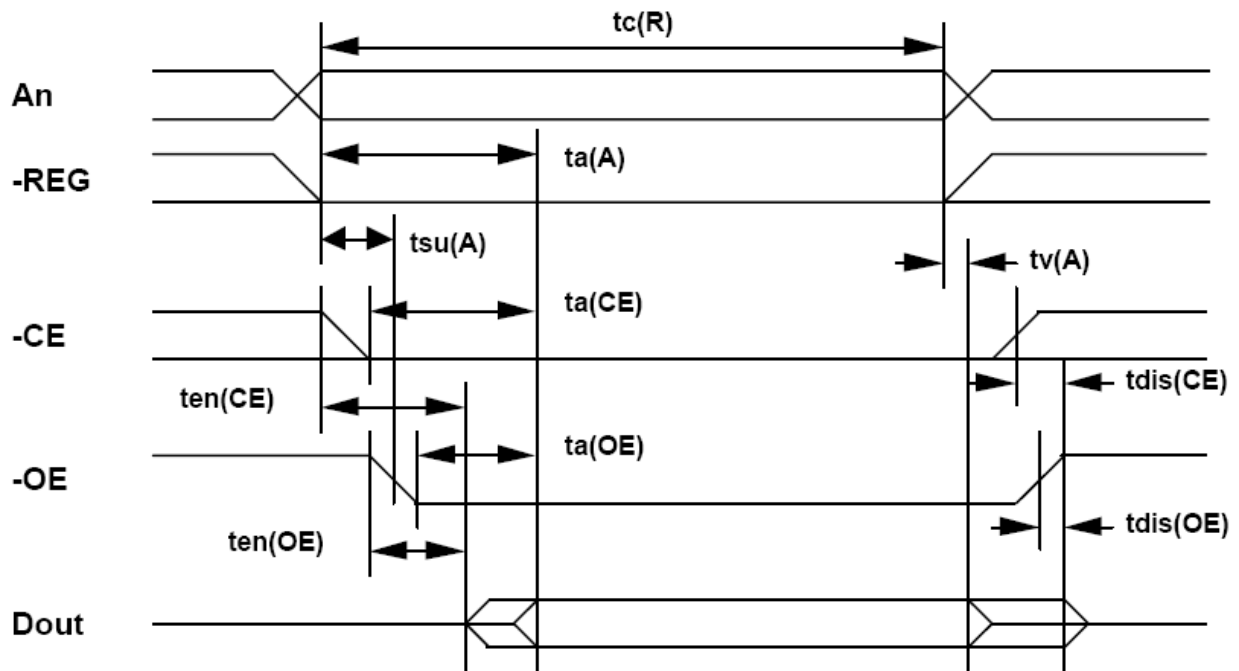 tc(R)
An
ta(A)
-REG
tsu(A)
tv(A)
ta(CE)
-CE
tdis(CE)
ten(CE)
ta(OE)
-OE
tdis(OE)
ten(OE)
Dout